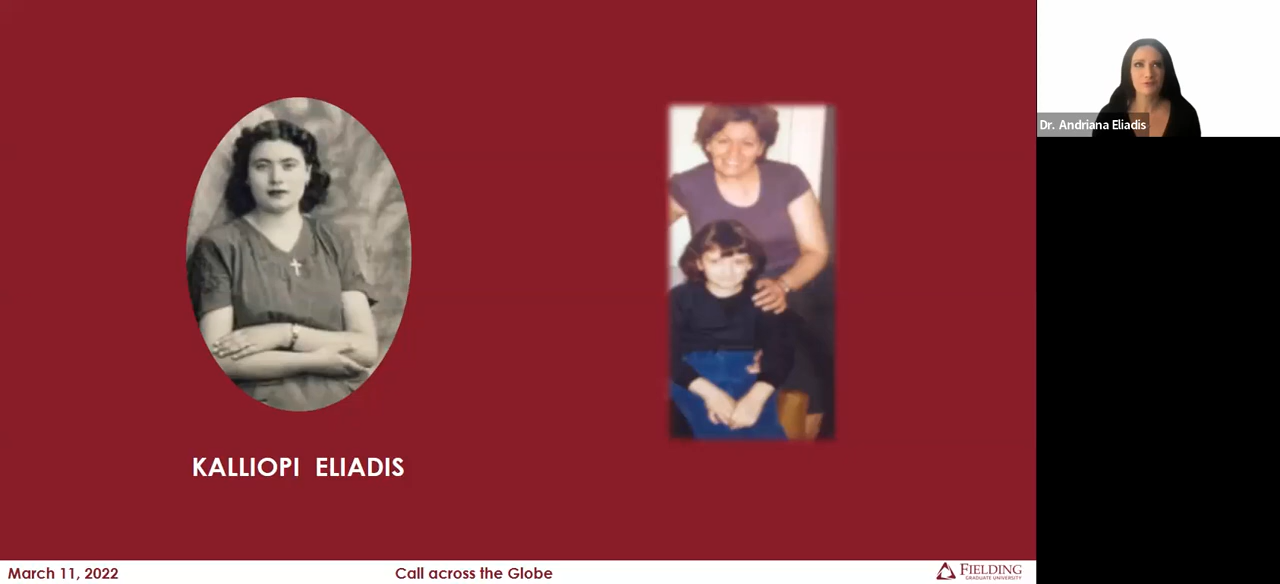 Dr. Andriana Eliadis
KALLIOPI ELIADIS
March 11, 2022
Call across the Globe
FIELDING
GRADUATE UNIVERSITY